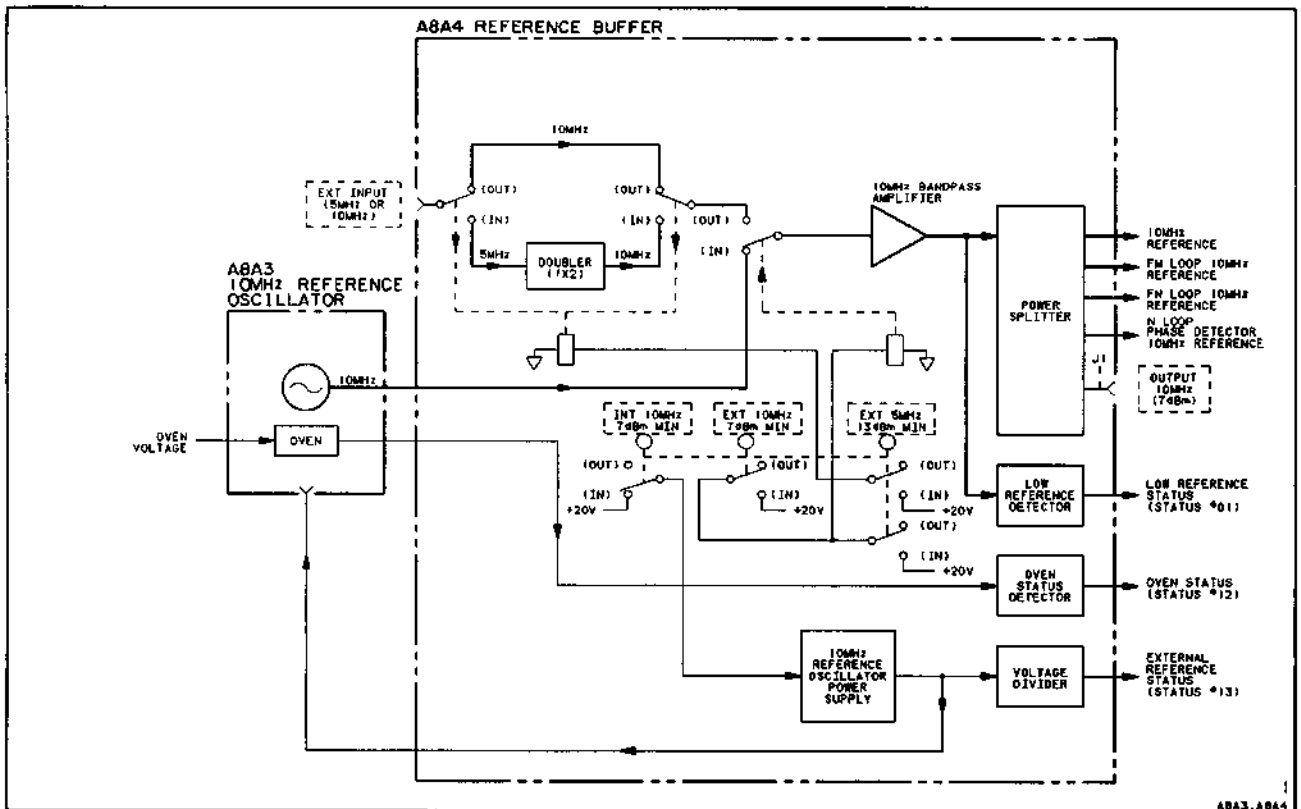 A8A4 REFERENCE BUFFER
10MHz
EXT INPUT
(5MHz OR
10MHz)
(OUT)
(OUT)
(OUT)
(IN)
(IN)
(IN)
5MHz
DOUBLER
(fX2)
10MHz
10MHz BANDPASS
AMPLIFIER
POWER
SPLITTER
10MHz
REFERENCE
FM LOOP 10MHz
REFERENCE
FN LOOP 10MHz
REFERENCE
N LOOP
PHASE DETECTOR
10MHz REFERENCE
J1
OUTPUT
10MHz
(7dBm)
A8A3
10MHz REFERENCE
OSCILLATOR
10MHz
OVEN
VOLTAGE
OVEN
INT 10MHz
7dBm MIN
EXT 10MHz
7dBm MIN
EXT 5MHz
13dBm MIN
(OUT)
(IN)
+20V
(OUT)
(IN)
+20V
(OUT)
(IN)
+20V
(OUT)
(IN)
+20V
LOW
REFERENCE
DETECTOR
LOW REFERENCE
STATUS
(STATUS #01)
OVEN
STATUS
DETECTOR
OVEN STATUS
(STATUS #12)
10MHz
REFERENCE
OSCILLATOR
POWER
SUPPLY
VOLTAGE
DIVIDER
EXTERNAL
REFERENCE
STATUS
(STATUS #13)
A8A3,A8A4